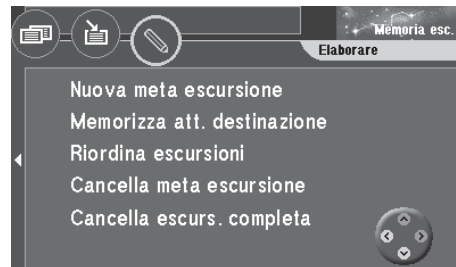 Memoria esc.
Elaborare
Nuova meta escursione
Memorizza att. destinazione
Riordina escursioni
Cancella meta escursione
Cancella escurs. completa